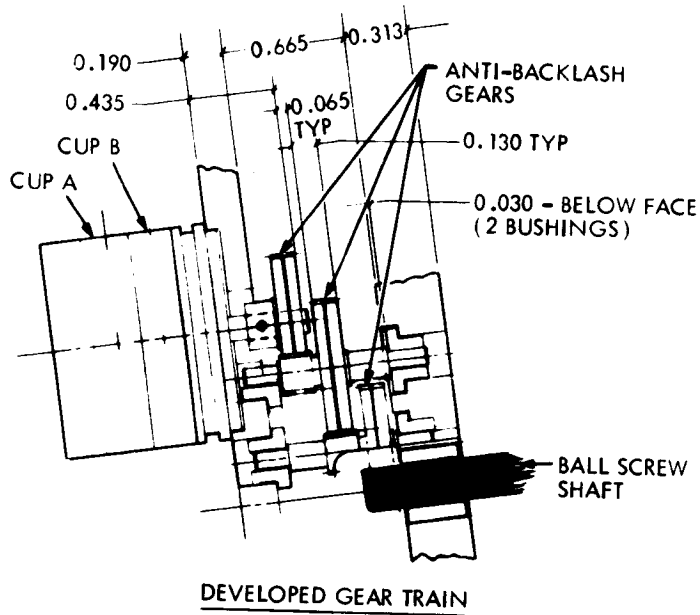 0.190
0.665
0.313
0.435
0.065
TYP
ANTI-BACKLASH
GEARS
0.130 TYP
CUP B
CUP A
0.030 - BELOW FACE
(2 BUSHINGS)
BALL SCREW
SHAFT
DEVELOPED GEAR TRAIN